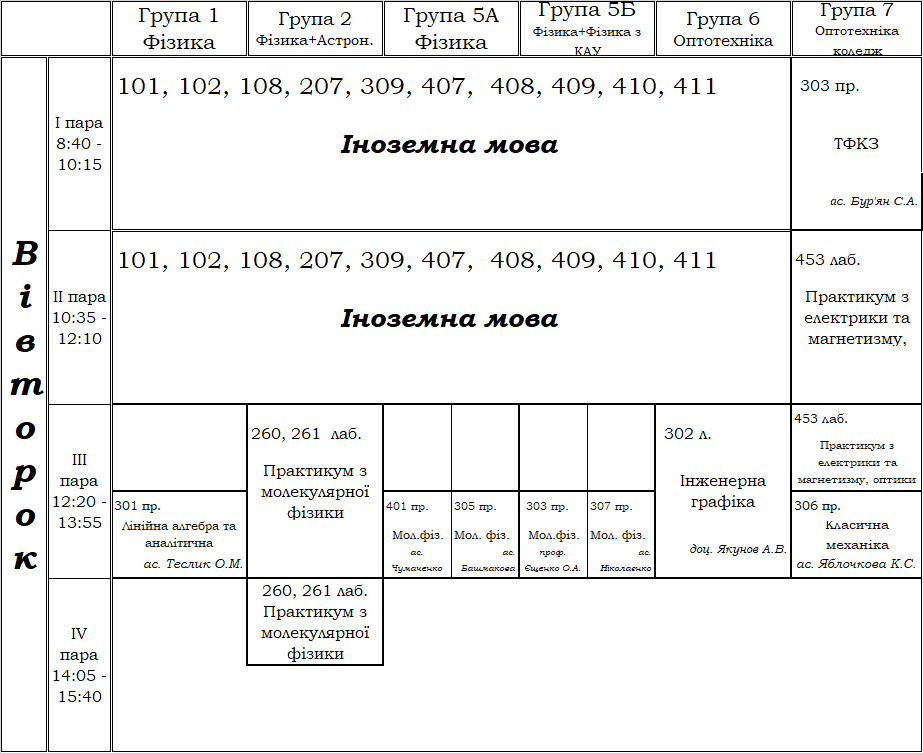 Група 1
Фізика
Група 2
Фізика+Астрон.
Група 5А
Фізика
Група 5Б
Фізика+Фізика з
КАУ
Група 6
Оптотехніка
Група 7
Оптотехніка
коледж
Вівторок
І пара
8:40 -
10:15
101, 102, 108, 207, 309, 407, 408, 409, 410, 411
Іноземна мова
303 пр.
ТФКЗ
ас. Бур'ян С.А.
ІІ пара
10:35 -
12:10
101, 102, 108, 207, 309, 407, 408, 409, 410, 411
Іноземна мова
453 лаб.
Практикум з
електрики та
магнетизму,
ІІІ
пара
12:20 -
13:55
301 пр.
Лінійна алгебра та
аналітична
ас. Теслик О.М.
260, 261 лаб.
Практикум з
молекулярної
фізики
401 пр.
Мол.фіз.
ас.
Чумаченко
305 пр.
Мол. фіз.
ас.
Башмакова
303 пр.
Мол.фіз.
проф.
Єщенко О.А.
307 пр.
Мол. фіз.
ас.
Ніколаєнко
302 л.
Інженерна
графіка
доц. Якунов А.В.
453 лаб.
Практикум з
електрики та
магнетизму, оптики
306 пр.
Класична
механіка
ас. Яблочкова К.С.
IV
пара
14:05 -
15:40
260, 261 лаб.
Практикум з
молекулярної
фізики